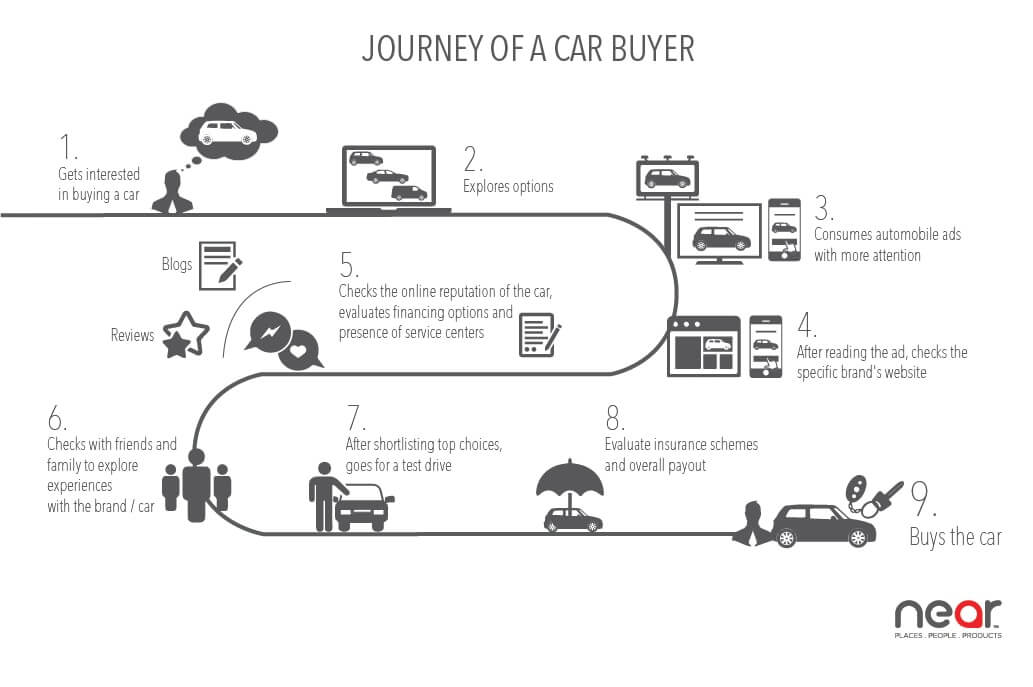 JOURNEY OF A CAR BUYER
1.
Gets interested
in buying a car
2.
Explores options
3.
Consumes automobile ads
with more attention
4.
After reading the ad, checks the
specific brand's website
5.
Checks the online reputation of the car,
evaluates financing options and
presence of service centers
Blogs
Reviews
6.
Checks with friends and
family to explore
experiences
with the brand / car
7.
After shortlisting top choices,
goes for a test drive
8.
Evaluate insurance schemes
and overall payout
9.
Buys the car
near
PLACES . PEOPLE . PRODUCTS